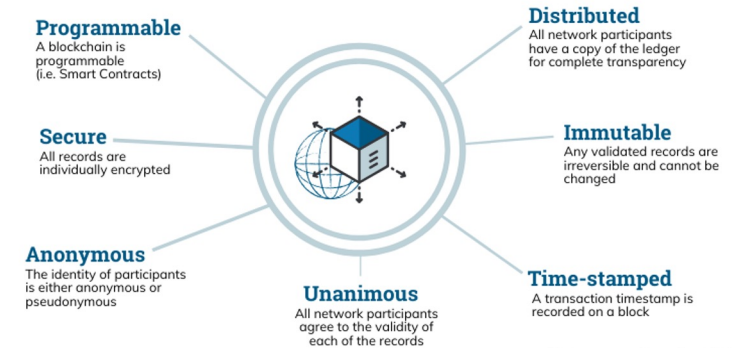 Programmable
A blockchain is
programmable
(i.e. Smart Contracts)
Distributed
All network participants
have a copy of the ledger
for complete transparency
Secure
All records are
individually encrypted
Immutable
Any validated records are
irreversible and cannot be
changed
Anonymous
The identity of participants
is either anonymous or
pseudonymous
Unanimous
All network participants
agree to the validity of
each of the records
Time-stamped
A transaction timestamp is
recorded on a block